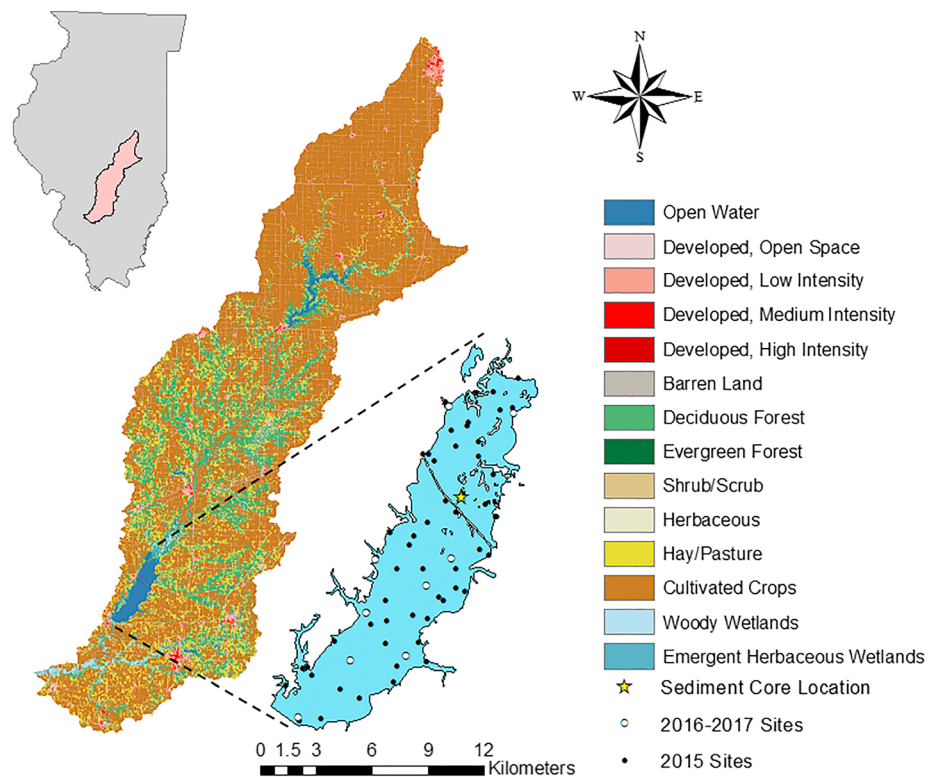 N
W E
S
Open Water
Developed, Open Space
Developed, Low Intensity
Developed, Medium Intensity
Developed, High Intensity
Barren Land
Deciduous Forest
Evergreen Forest
Shrub/Scrub
Herbaceous
Hay/Pasture
Cultivated Crops
Woody Wetlands
Emergent Herbaceous Wetlands
Sediment Core Location
2016-2017 Sites
2015 Sites
0 1.5 3 6 9 12
Kilometers